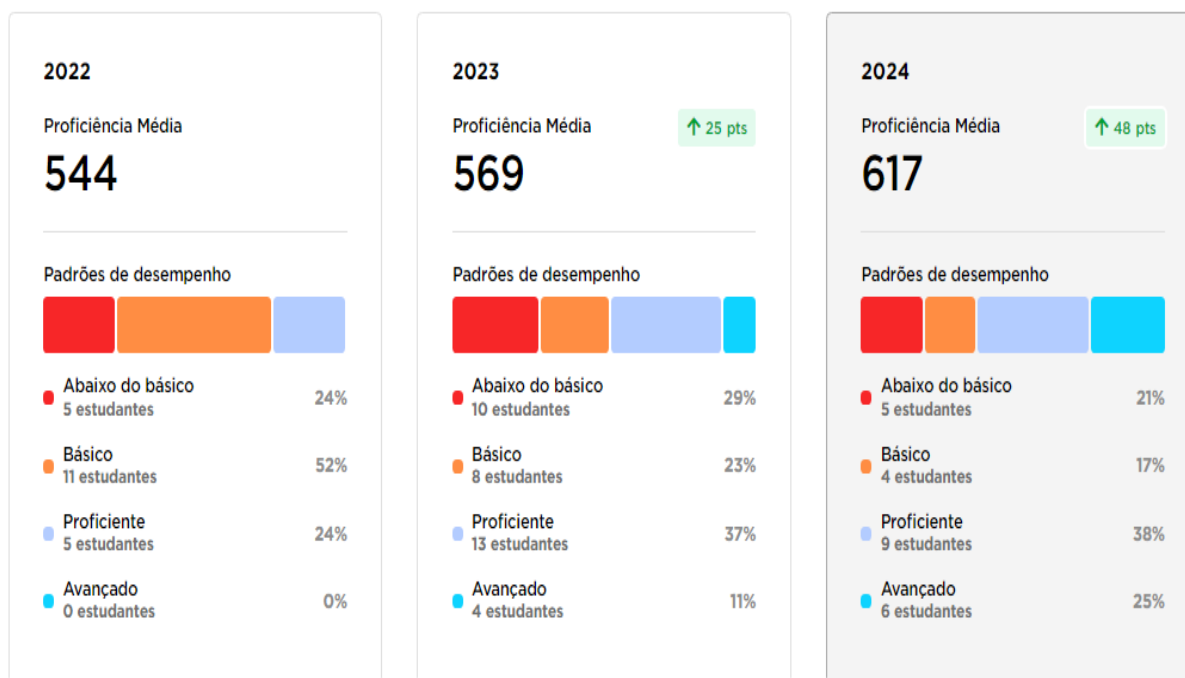 2022
Proficiência Média
544
Padrões de desempenho
Abaixo do básico
5 estudantes
24%
Básico
11 estudantes
52%
Proficiente
5 estudantes
24%
Avançado
0 estudantes
0%
2023
Proficiência Média
↑ 25 pts
569
Padrões de desempenho
Abaixo do básico
10 estudantes
29%
Básico
8 estudantes
23%
Proficiente
13 estudantes
37%
Avançado
4 estudantes
11%
2024
Proficiência Média
↑ 48 pts
617
Padrões de desempenho
Abaixo do básico
5 estudantes
21%
Básico
4 estudantes
17%
Proficiente
9 estudantes
38%
Avançado
6 estudantes
25%